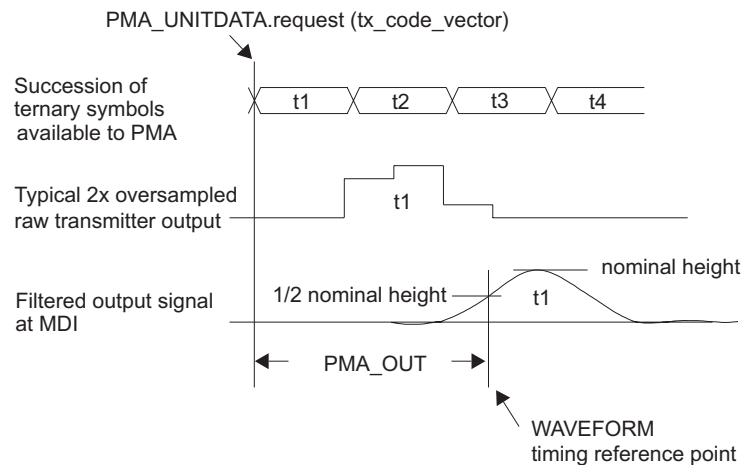 PMA_UNITDATA.request (tx_code_vector)
Succession of
ternary symbols
available to PMA
t1 t2 t3 t4
Typical 2x oversampled
raw transmitter output
t1
nominal height
1/2 nominal height
t1
Filtered output signal
at MDI
PMA_OUT
WAVEFORM
timing reference point